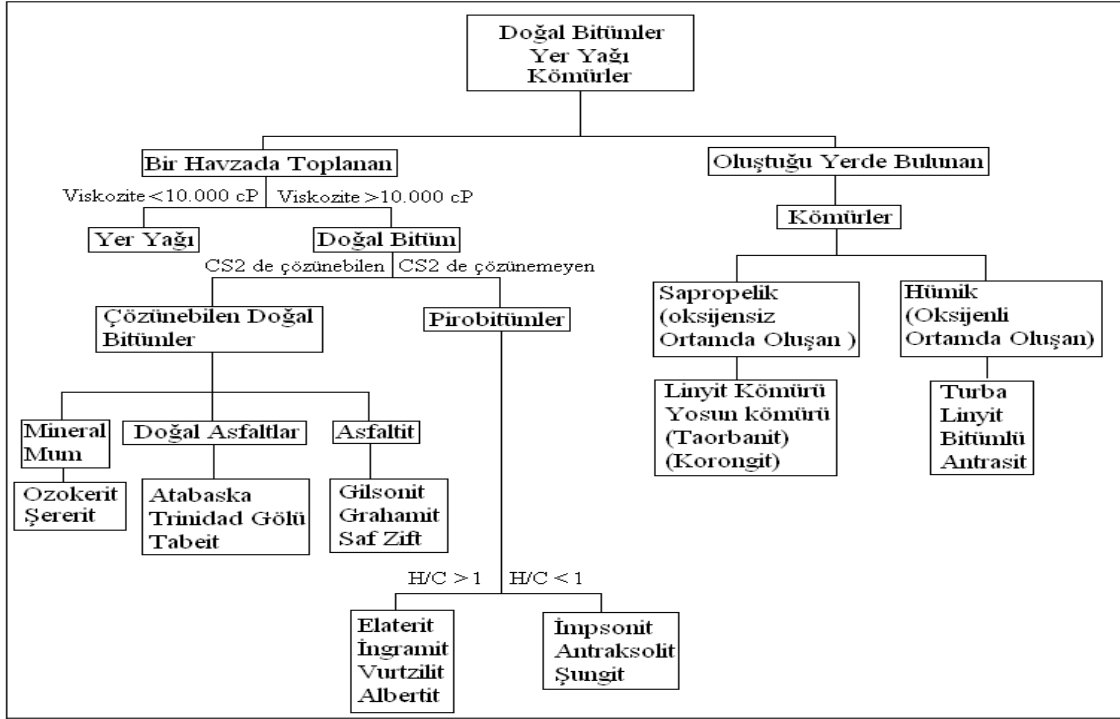 Doğal Bitümler
Yer Yağı
Kömürler
Bir Havzada Toplanan
Oluştuğu Yerde Bulunan
Viskozite <10.000 cP
Viskozite >10.000 cP
Kömürler
Yer Yağı
Doğal Bitüm
CS2 de çözünebilen
CS2 de çözünemeyen
Çözünebilen Doğal
Bitümler
Pirobitümler
Sapropelik
(oksijensiz
Ortamda Oluşan )
Hümik
(Oksijenli
Ortamda Oluşan)
Linyit Kömürü
Yosun kömürü
(Taorbanit)
(Korongit)
Turba
Linyit
Bitümlü
Antrasit
Mineral
Mum
Doğal Asfaltlar
Asfaltit
Ozokerit
Şererit
Atabaska
Trinidad Gölü
Tabeit
Gilsonit
Grahamit
Saf Zift
H/C > 1
H/C < 1
Elaterit
İngramit
Vurtzilit
Albertit
İmpsonit
Antraksolit
Şungit